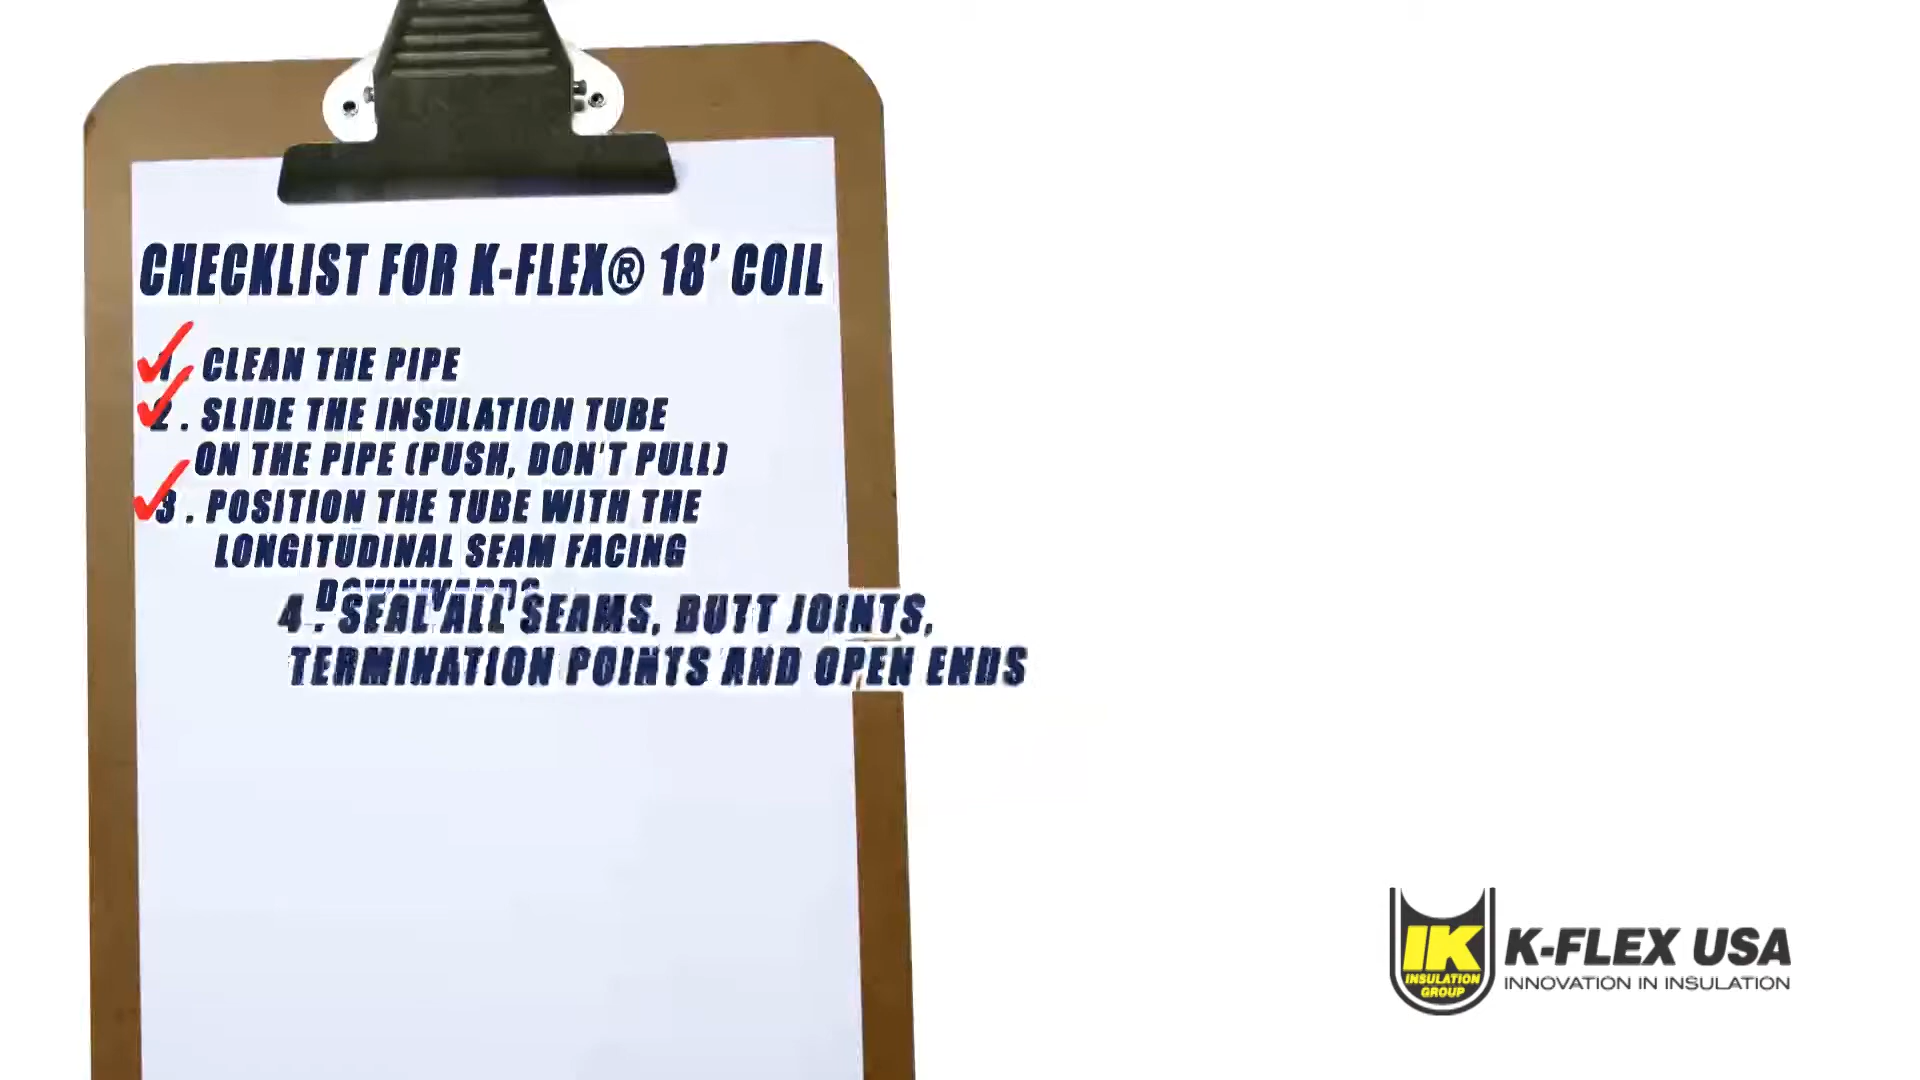 CHECKLIST FOR K-FLEX® 18' COIL
1. CLEAN THE PIPE
2. SLIDE THE INSULATION TUBE
ON THE PIPE (PUSH, DON'T PULL)
3. POSITION THE TUBE WITH THE
LONGITUDINAL SEAM FACING
DOWNWARDS
4. SEAL ALL SEAMS, BUTT JOINTS,
TERMINATION POINTS AND OPEN ENDS
IK
INSULATION
GROUP
K-FLEX USA
INNOVATION IN INSULATION